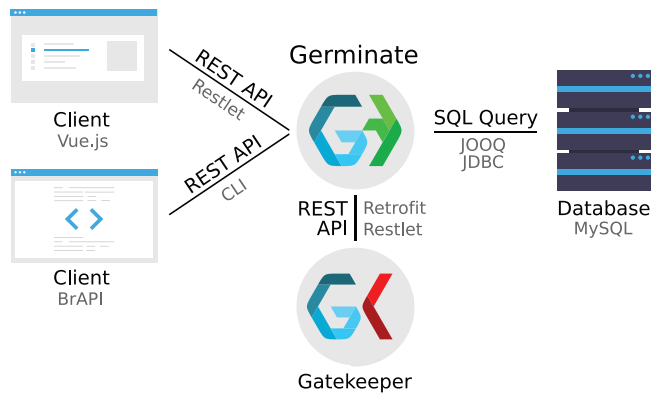 Germinate
REST API
Restlet
Client
Vue.js
REST API
CLI
SQL Query
JOOQ
JDBC
REST
API
Retrofit
Restlet
Database
MySQL
Client
BrAPI
Gatekeeper